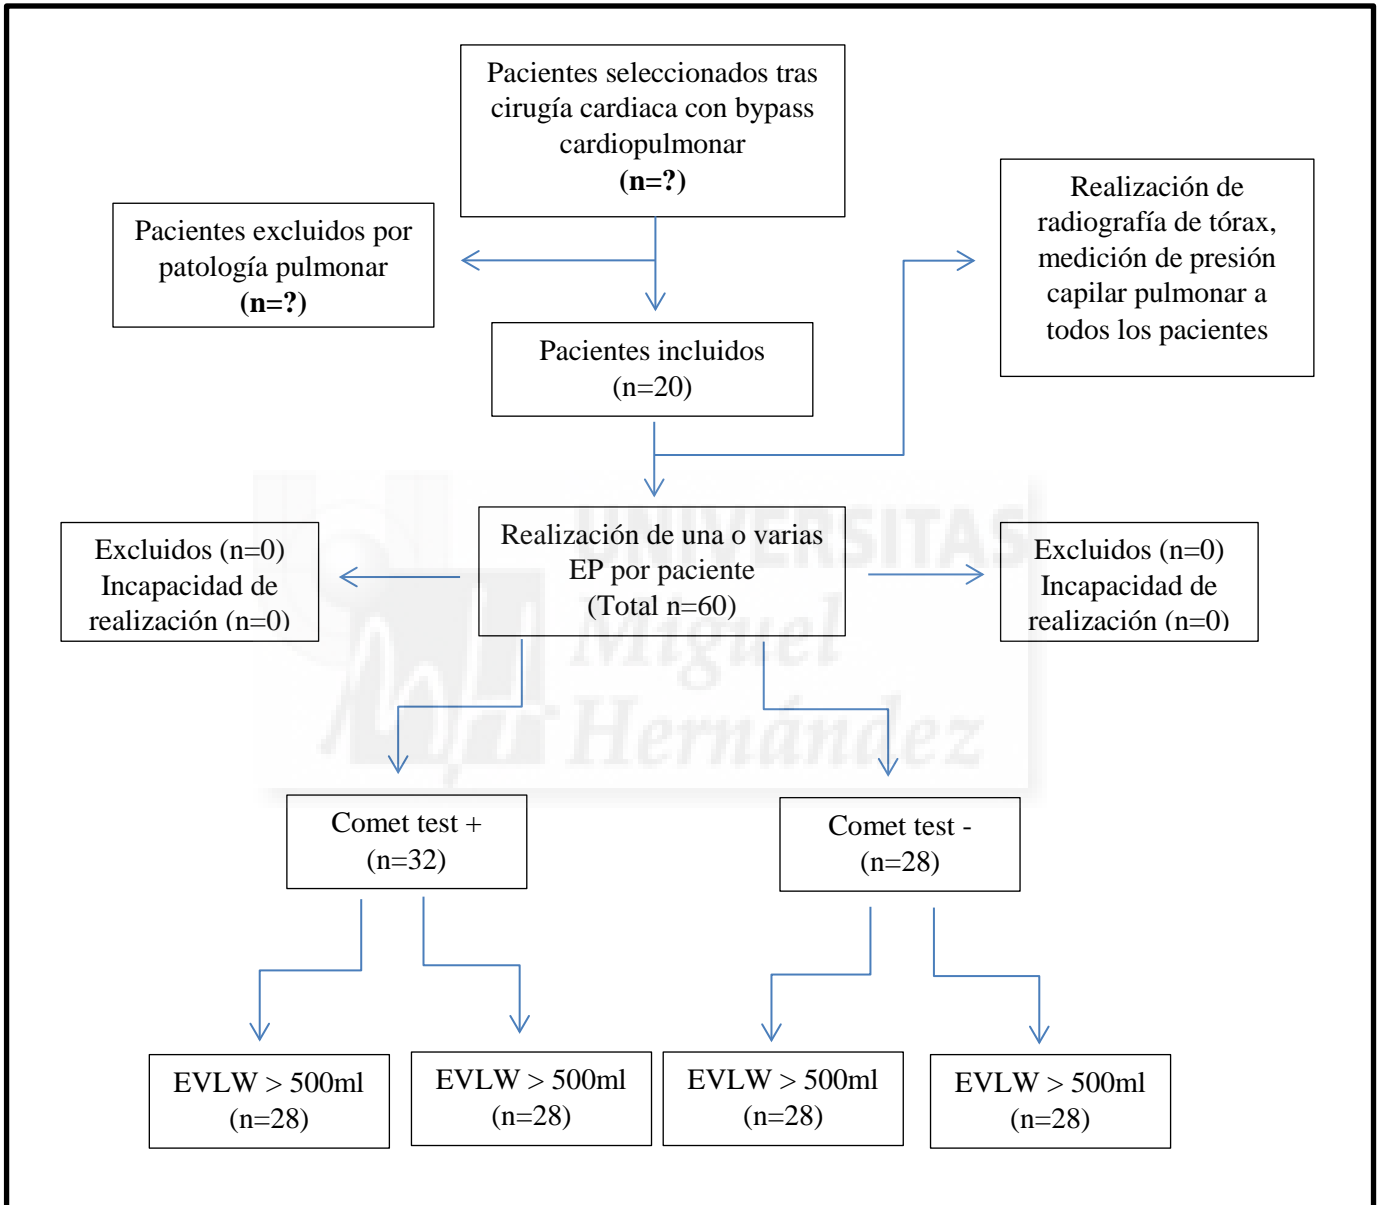 Pacientes seleccionados tras
cirugía cardiaca con bypass
cardiopulmonar
(n=?)
Pacientes excluidos por
patología pulmonar
(n=?)
Realización de
radiografía de tórax,
medición de presión
capilar pulmonar a
todos los pacientes
Pacientes incluidos
(n=20)
Realización de una o varias
EP por paciente
(Total n=60)
Excluidos (n=0)
Incapacidad de
realización (n=0)
Excluidos (n=0)
Incapacidad de
realización (n=0)
UNIVERSITAS
Miguel
Hernández
Comet test +
(n=32)
Comet test -
(n=28)
EVLW > 500ml
(n=28)
EVLW > 500ml
(n=28)
EVLW > 500ml
(n=28)
EVLW > 500ml
(n=28)